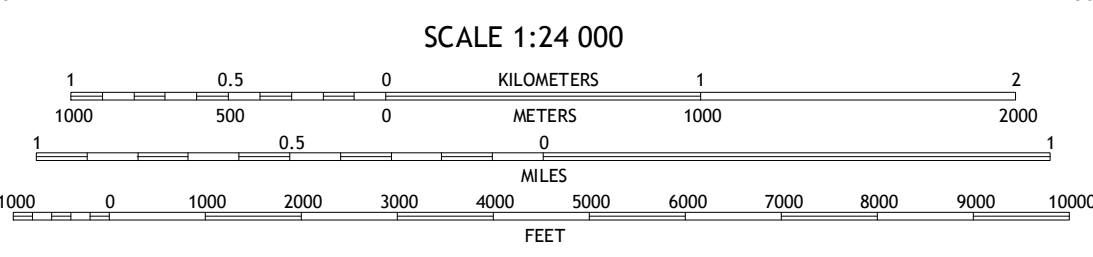 SCALE 1:24 000
1 0.5 0 KILOMETERS 1 2
1000 500 0 METERS 1000 2000
1 0.5 0 1
MILES
1000 0 1000 2000 3000 4000 5000 6000 7000 8000 9000 10000
FEET